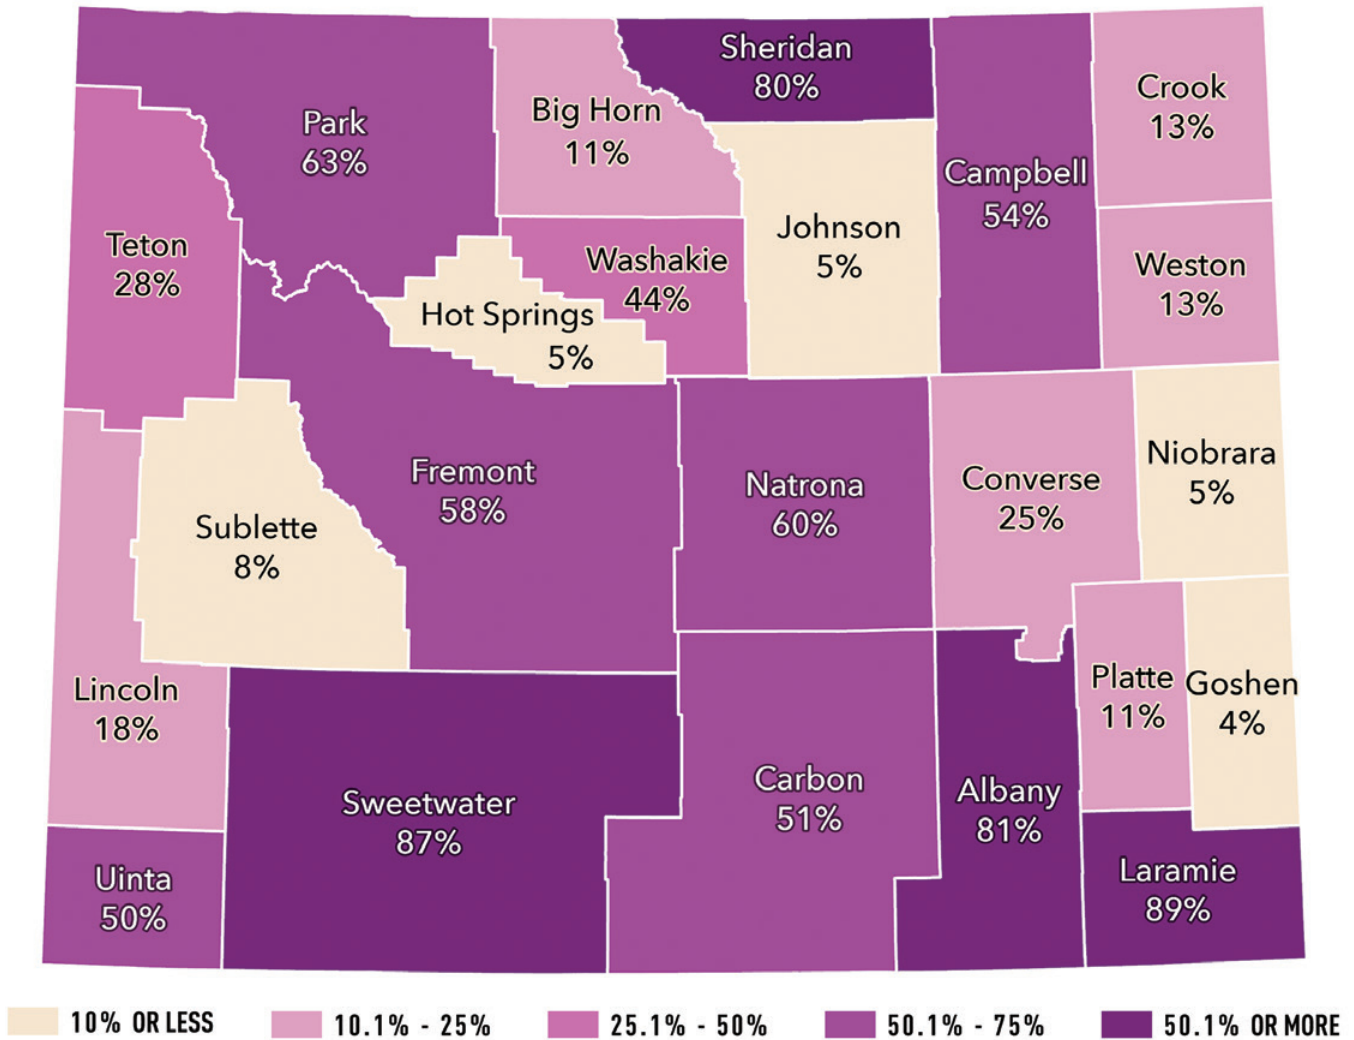 Sheridan
80%
Crook
13%
Big Horn
11%
Park
63%
Campbell
54%
Johnson
5%
Teton
28%
Washakie
44%
Weston
13%
Hot Springs
5%
Niobrara
5%
Fremont
58%
Natrona
60%
Converse
25%
Sublette
8%
Lincoln
18%
Platte
11%
Goshen
4%
Sweetwater
87%
Carbon
51%
Albany
81%
Uinta
50%
Laramie
89%
10% OR LESS
10.1% - 25%
25.1% - 50%
50.1% - 75%
50.1% OR MORE